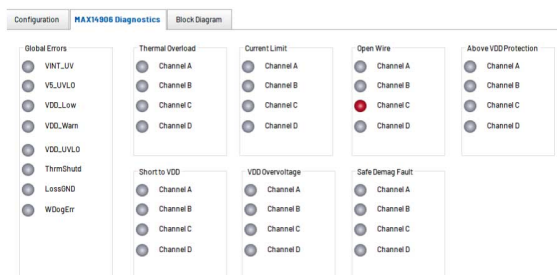 Configuration
MAX14906 Diagnostics
Block Diagram
Global Errors
VINT_UV
V5_UVLO
VDD_Low
VDD_Warn
VDD_UVLO
ThrmShutd
LossGND
WDogErr
Thermal Overload
Channel A
Channel B
Channel C
Channel D
Current Limit
Channel A
Channel B
Channel C
Channel D
Open Wire
Channel A
Channel B
Channel C
Channel D
Above VDD Protection
Channel A
Channel B
Channel C
Channel D
Short to VDD
Channel A
Channel B
Channel C
Channel D
VDD Overvoltage
Channel A
Channel B
Channel C
Channel D
Safe Demag Fault
Channel A
Channel B
Channel C
Channel D